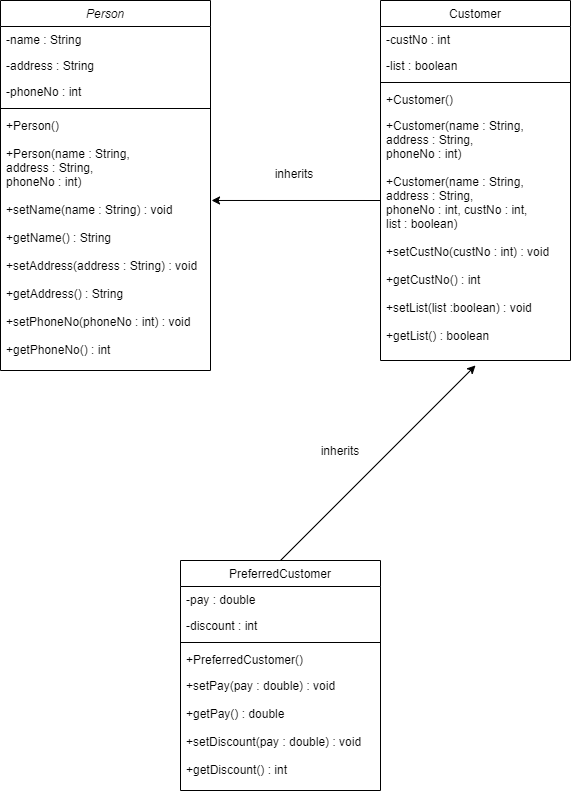 Person
-name : String
-address : String
-phoneNo : int
+Person()
+Person(name : String,
address : String,
phoneNo : int)
+setName(name : String) : void
+getName() : String
+setAddress(address : String) : void
+getAddress() : String
+setPhoneNo(phoneNo : int) : void
+getPhoneNo() : int
inherits
Customer
-custNo : int
-list : boolean
+Customer()
+Customer(name : String,
address : String,
phoneNo : int)
+Customer(name : String,
address : String,
phoneNo : int, custNo : int,
list : boolean)
+setCustNo(custNo : int) : void
+getCustNo() : int
+setList(list :boolean) : void
+getList() : boolean
inherits
PreferredCustomer
-pay : double
-discount : int
+PreferredCustomer()
+setPay(pay : double) : void
+getPay() : double
+setDiscount(pay : double) : void
+getDiscount() : int